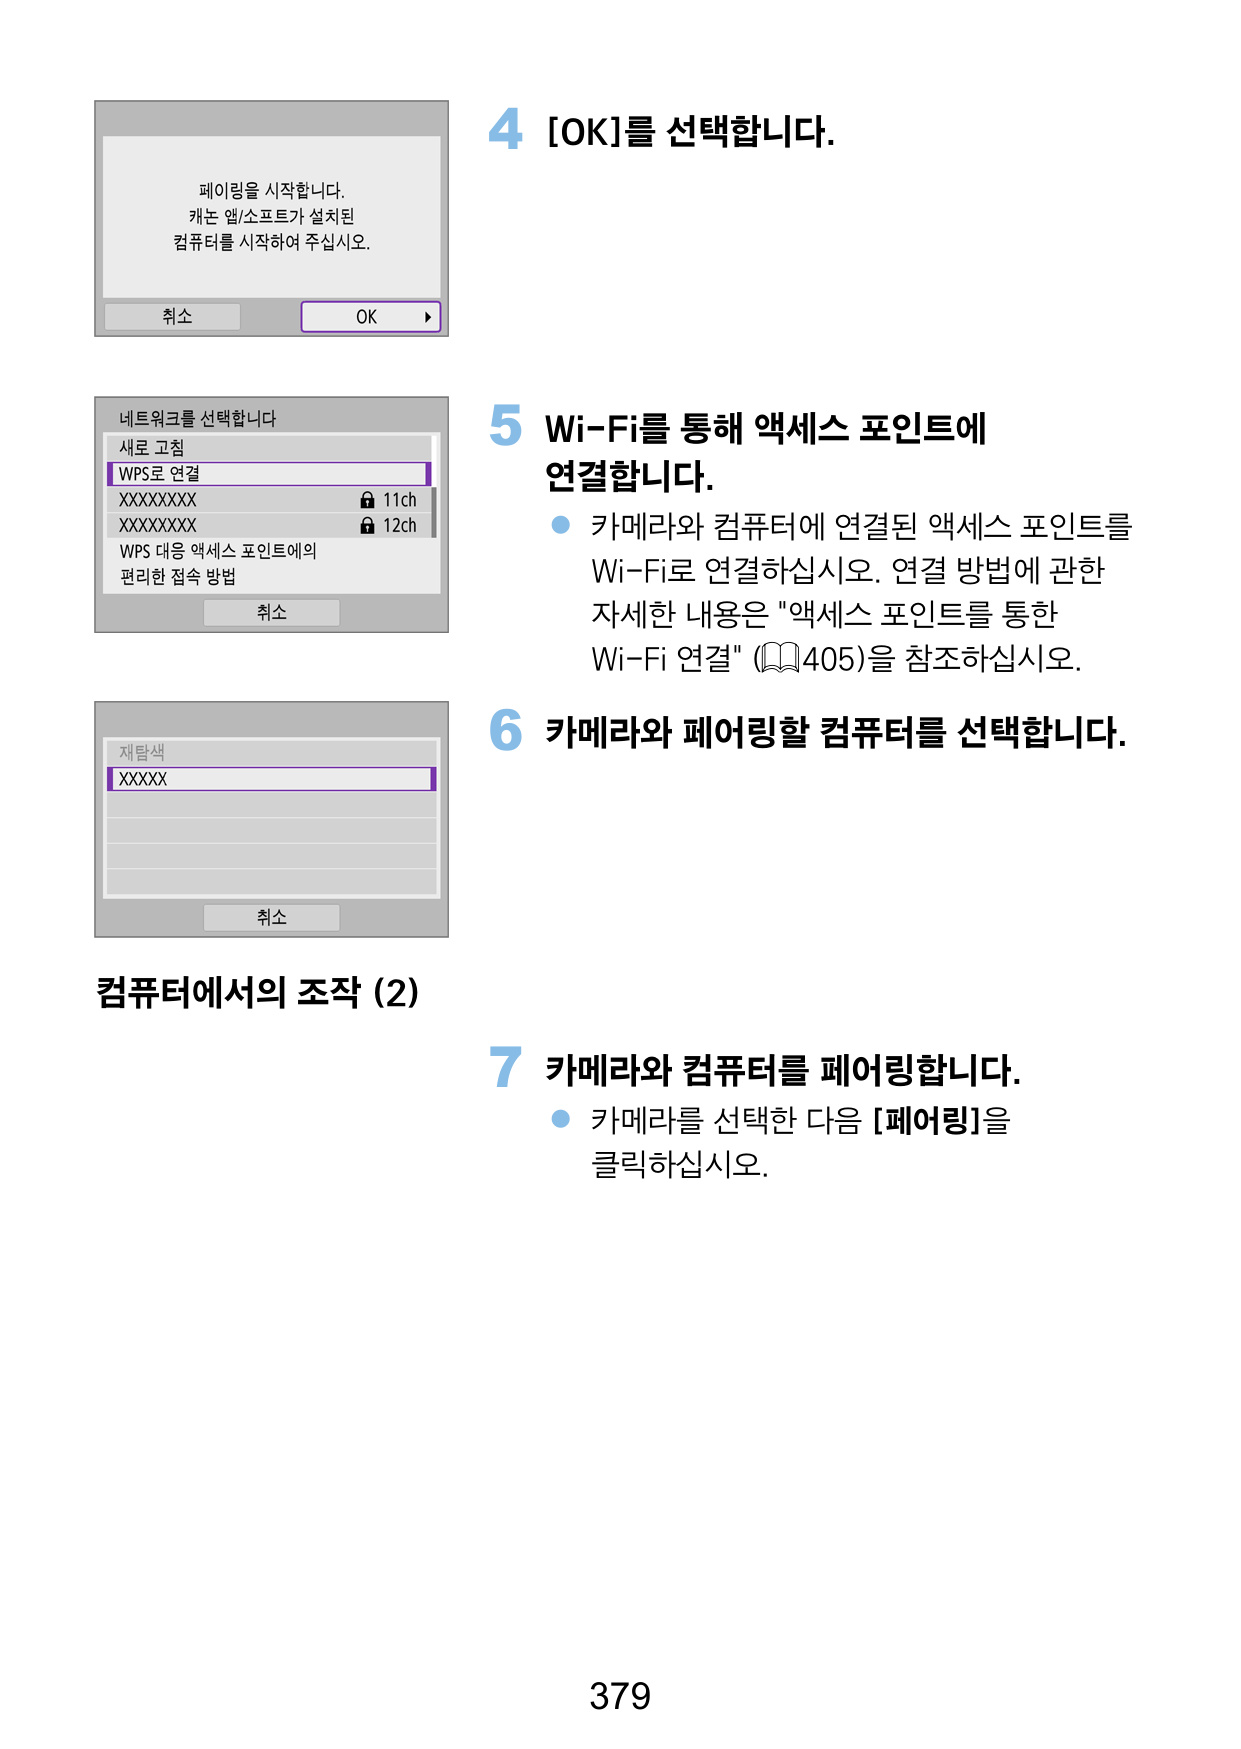 페이링을 시작합니다.
캐논 앱/소프트가 설치된
컴퓨터를 시작하여 주십시오.
취소
OK
4 [OK]를 선택합니다.
네트워크를 선택합니다
새로 고침
WPS로 연결
XXXXXXXX 11ch
XXXXXXXX 12ch
WPS 대응 액세스 포인트에의
편리한 접속 방법
취소
5 Wi-Fi를 통해 액세스 포인트에
연결합니다.
● 카메라와 컴퓨터에 연결된 액세스 포인트를
Wi-Fi로 연결하십시오. 연결 방법에 관한
자세한 내용은 "액세스 포인트를 통한
Wi-Fi 연결" (405)을 참조하십시오.
재탐색
XXXXX
취소
6 카메라와 페어링할 컴퓨터를 선택합니다.
컴퓨터에서의 조작 (2)
7 카메라와 컴퓨터를 페어링합니다.
● 카메라를 선택한 다음 [페어링]을
클릭하십시오.
379